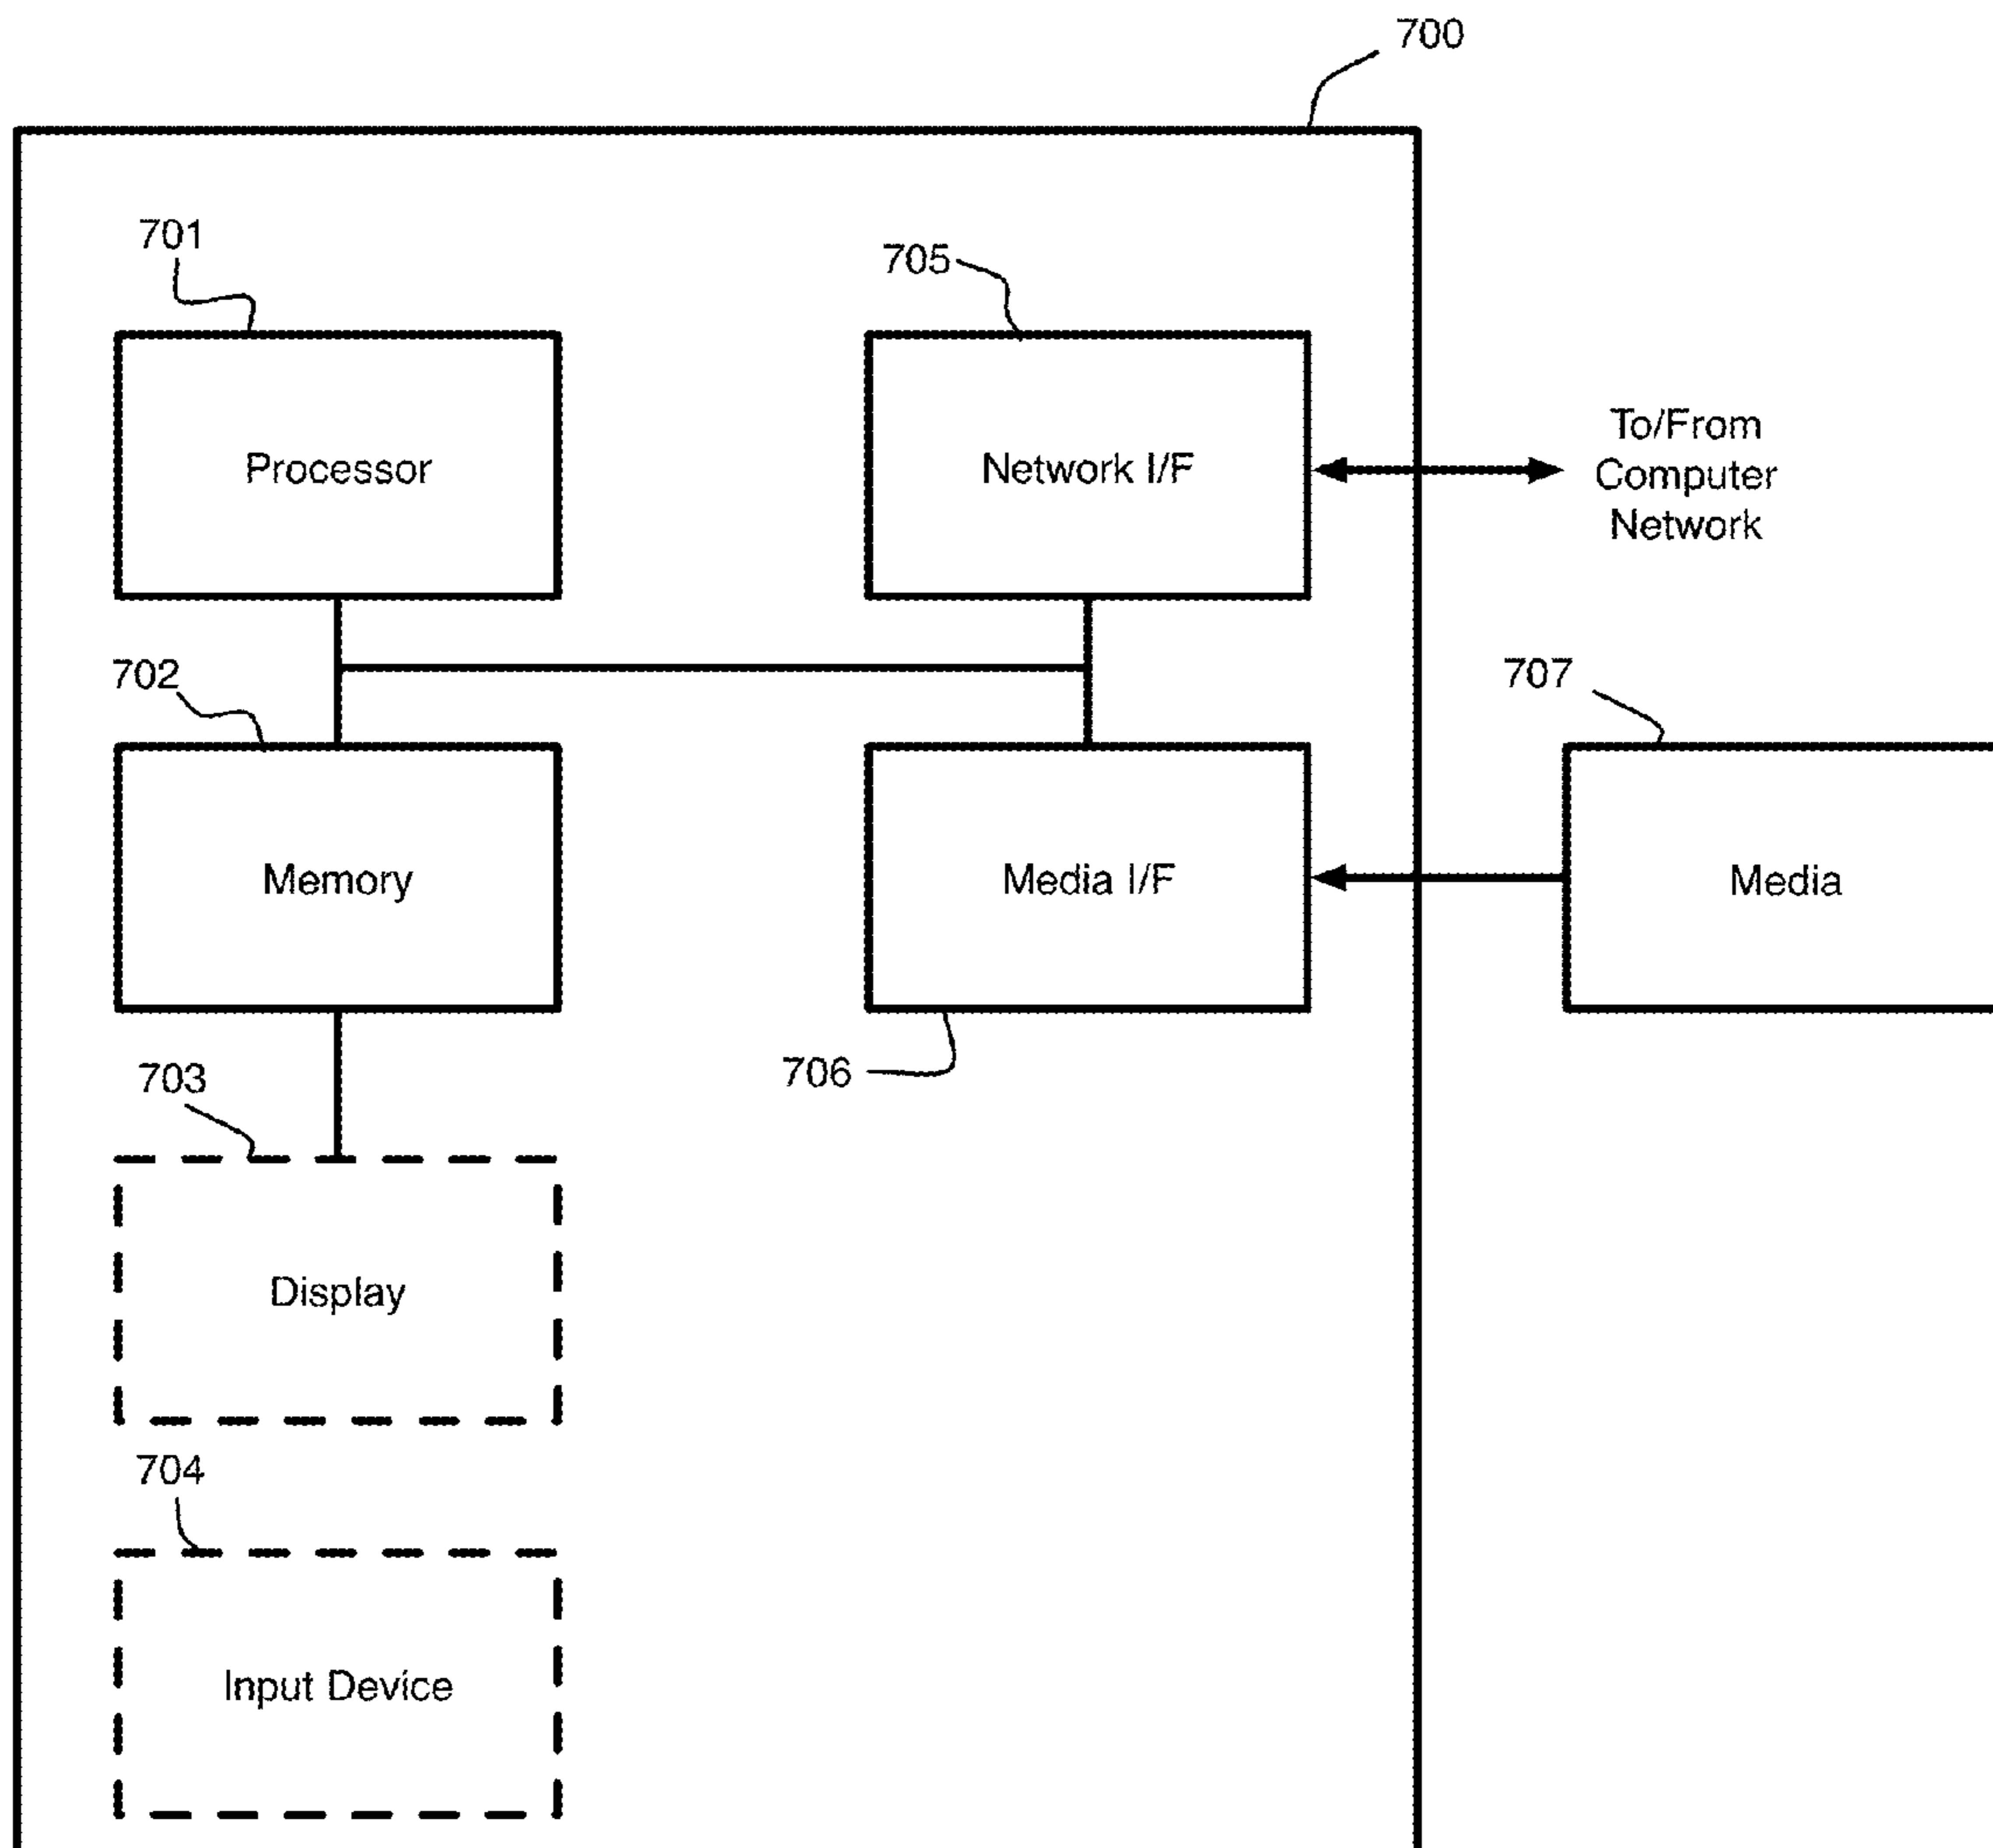 700
701
705
Processor
Network I/F
To/From
Computer
Network
702
707
Memory
Media I/F
Media
703
706
Display
704
Input Device